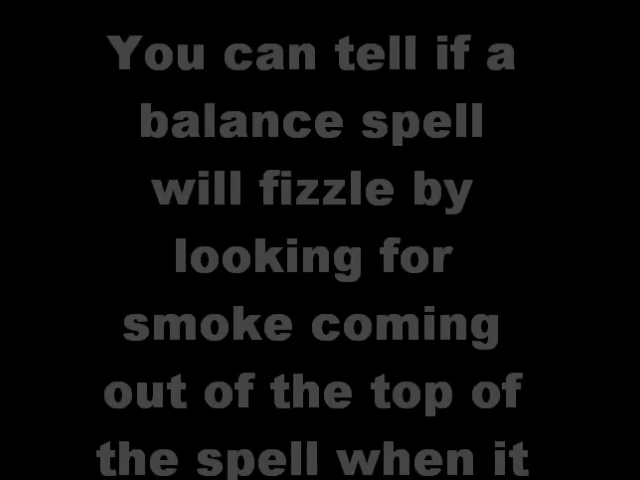 You can tell if a
balance spell
will fizzle by
looking for
smoke coming
out of the top of
the spell when it